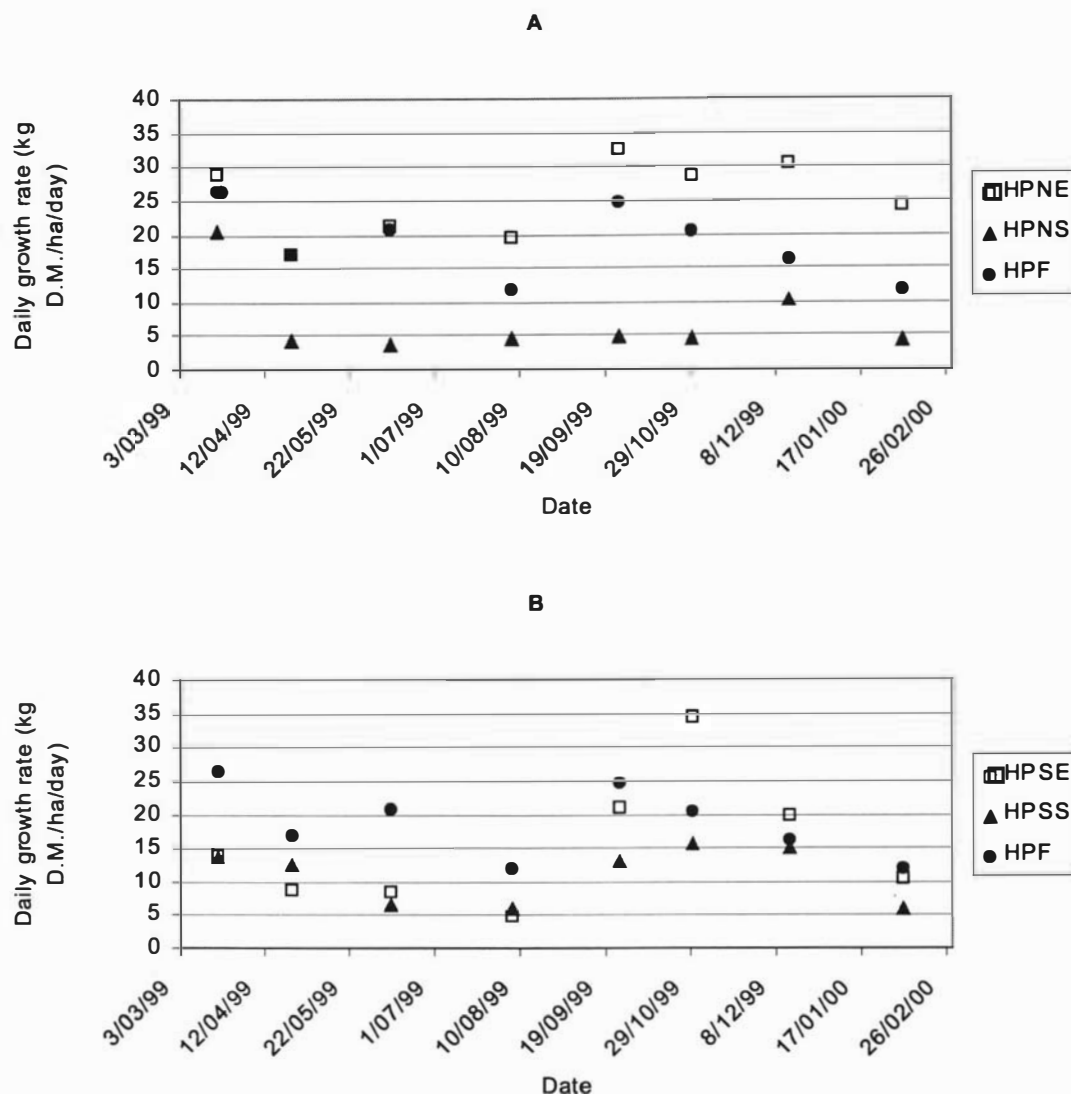 A
Daily growth rate (kg
D.M./ha/day)
40
35
30
25
20
15
10
5
0
3/03/99
12/04/99
22/05/99
1/07/99
10/08/99
19/09/99
29/10/99
8/12/99
17/01/00
26/02/00
Date
HPNE
HPNS
HPF
B
Daily growth rate (kg
D.M./ha/day)
40
35
30
25
20
15
10
5
0
3/03/99
12/04/99
22/05/99
1/07/99
10/08/99
19/09/99
29/10/99
8/12/99
17/01/00
26/02/00
Date
HPSE
HPSS
HPF